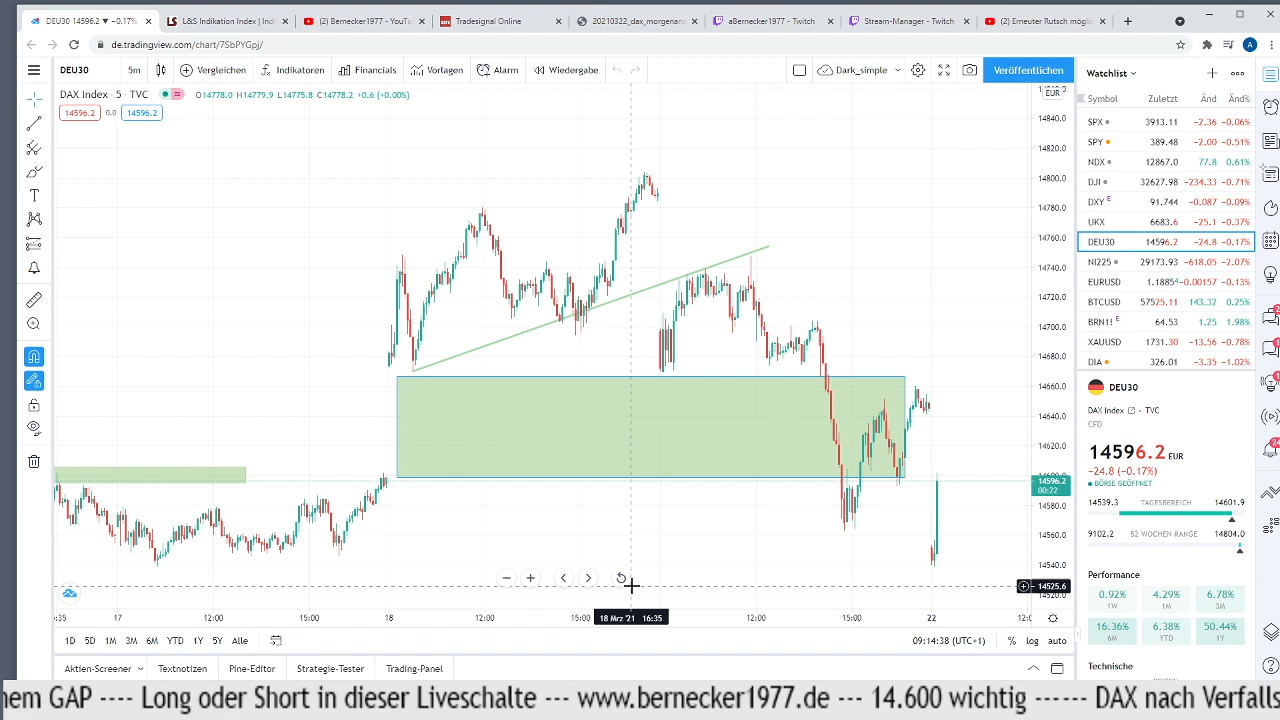 DEU30 14596.2 ▼ −0.17%
L&S Indikation Index | Ind
(2) Bernecker1977 - YouTu
Tradesignal Online
20210322_dax_morgenana
aBernecker1977 - Twitch
Stream-Manager - Twitch
(2) Erneuter Rutsch mögli
de.tradingview.com/chart/7SbPYGpj/
DEU30 5m Vergleichen Indikatoren Financials Vorlagen Alarm Wiedergabe Dark_simple Veröffentlichen
DAX Index · 5 · TVC O14778.0 H14779.9 L14775.8 C14778.2 +0.6 (+0.00%)
14596.2 0.0 14596.2
EUR
14840.0
14820.0
14800.0
14780.0
14760.0
14740.0
14720.0
14700.0
14680.0
14660.0
14640.0
14620.0
14596.2
00:22
14580.0
14560.0
14540.0
14525.6
17 12:00 15:00 12:00 15:00 18 Mrz '21 16:35 12:00 15:00 22
1D 5D 1M 3M 6M YTD 1Y 5Y Alle 09:14:38 (UTC+1) % log auto
Aktien-Screener Textnotizen Pine-Editor Strategie-Tester Trading-Panel
Watchlist
Symbol Zuletzt Änd Änd%
SPX 3913.11 −2.36 −0.06%
SPY 389.48 −2.00 −0.51%
NDX 12867.0 77.8 0.61%
DJI 32627.98 −234.33 −0.71%
DXY E 91.744 −0.087 −0.09%
UKX 6683.6 −25.1 −0.37%
DEU30 14596.2 −24.8 −0.17%
NI225 29173.93 −618.05 −2.07%
EURUSD 1.18854 −0.00157 −0.13%
BTCUSD 57525.11 143.32 0.25%
BRN1! E 64.53 1.25 1.98%
XAUUSD 1731.30 −13.56 −0.78%
DIA 326.01 −3.35 −1.02%
DEU30
DAX Index · TVC
CFD
14596.2 EUR
−24.8 (−0.17%)
BÖRSE GEÖFFNET
14539.3 TAGESBEREICH 14601.9
9102.2 52 WOCHEN RANGE 14804.0
Performance
0.92% 4.29% 6.78%
1W 1M 3M
16.36% 6.38% 50.44%
6M YTD 1Y
Technische
nem GAP ---- Long oder Short in dieser Liveschalte --- www.bernecker1977.de --- 14.600 wichtig ------ DAX nach Verfalls